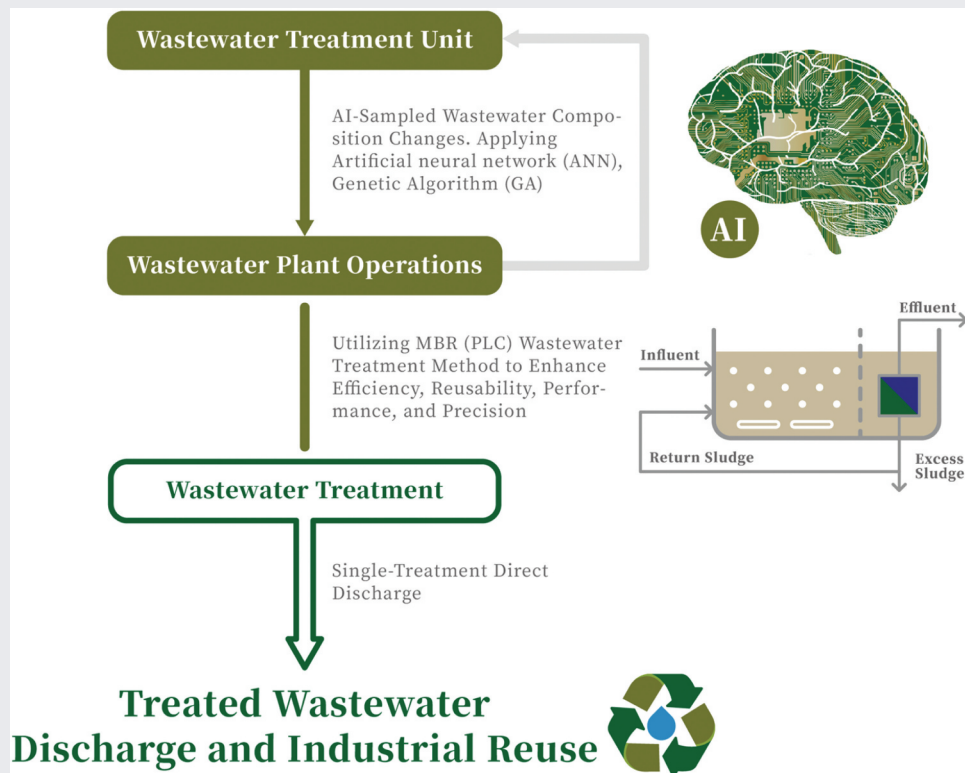 Wastewater Treatment Unit
AI-Sampled Wastewater Compo-
sition Changes. Applying
Artificial neural network (ANN),
Genetic Algorithm (GA)
AI
Wastewater Plant Operations
Utilizing MBR (PLC) Wastewater
Treatment Method to Enhance
Efficiency, Reusability, Perfor-
mance, and Precision
Effluent
Influent
Return Sludge
Excess
Sludge
Wastewater Treatment
Single-Treatment Direct
Discharge
Treated Wastewater
Discharge and Industrial Reuse